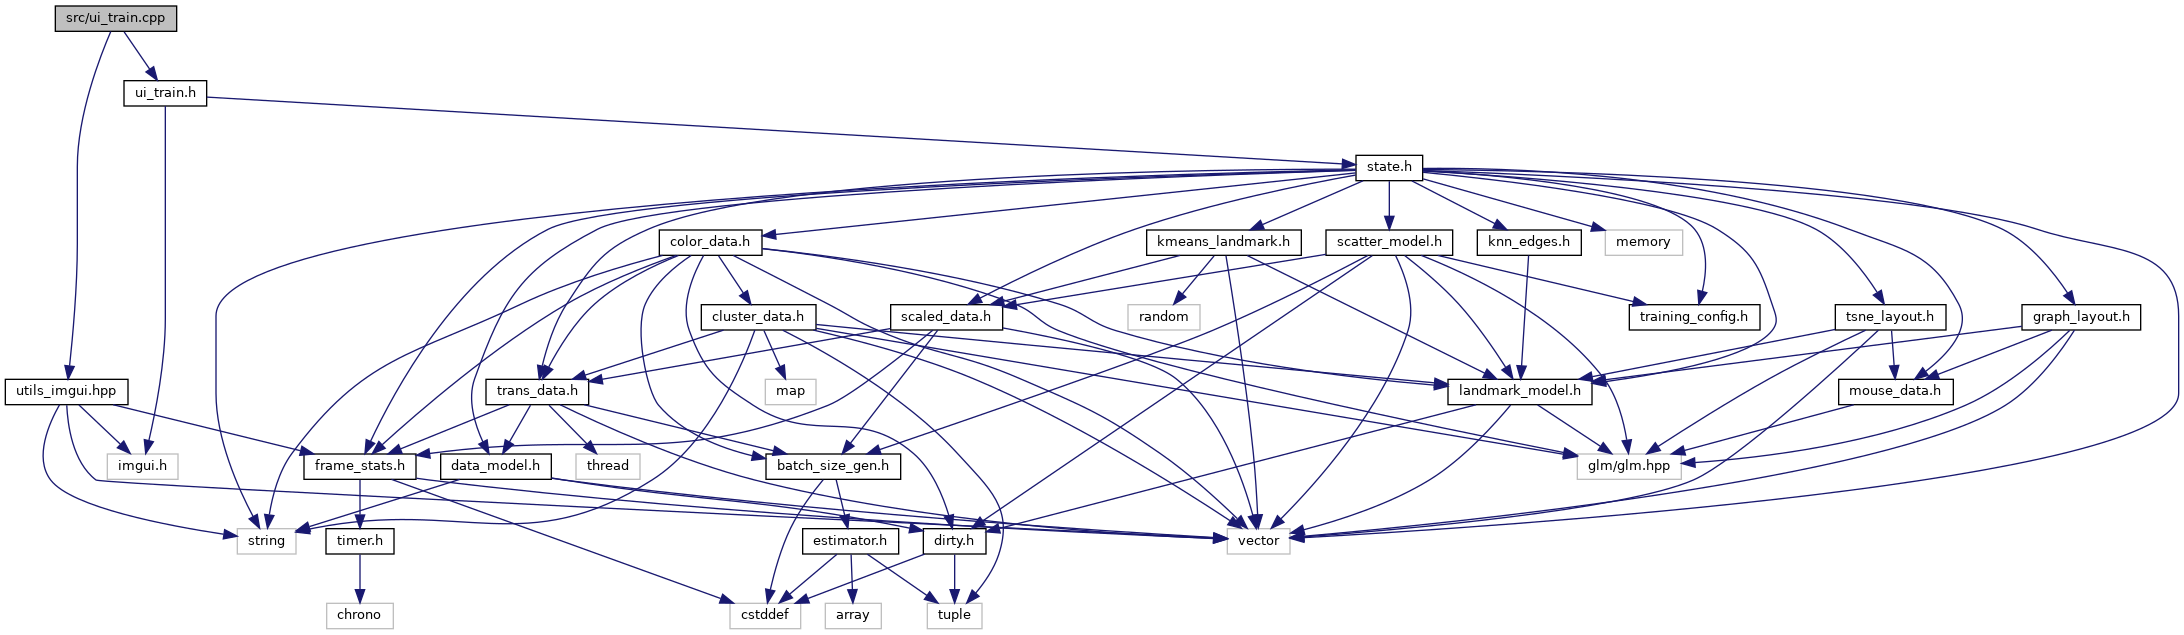 src/ui_train.cpp
ui_train.h
state.h
color_data.h
kmeans_landmark.h
scatter_model.h
knn_edges.h
memory
cluster_data.h
scaled_data.h
random
training_config.h
tsne_layout.h
graph_layout.h
utils_imgui.hpp
trans_data.h
map
landmark_model.h
mouse_data.h
imgui.h
frame_stats.h
data_model.h
thread
batch_size_gen.h
glm/glm.hpp
string
timer.h
estimator.h
dirty.h
vector
chrono
cstddef
array
tuple